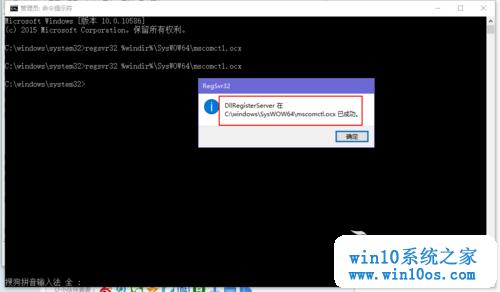 管理员: 命令提示符
Microsoft Windows [版本 10.0.10586]
(c) 2015 Microsoft Corporation。保留所有权利。
C:\windows\system32>regsvr32 %windir%\SysWOW64\mscomctl.ocx
C:\windows\system32>regsvr32 %windir%\SysWOW64\mscomctl.ocx
C:\windows\system32>
RegSvr32
DllRegisterServer 在
C:\windows\SysWOW64\mscomctl.ocx 已成功。
确定
搜狗拼音输入法 全 :
win10系统之家
www.win10os.com